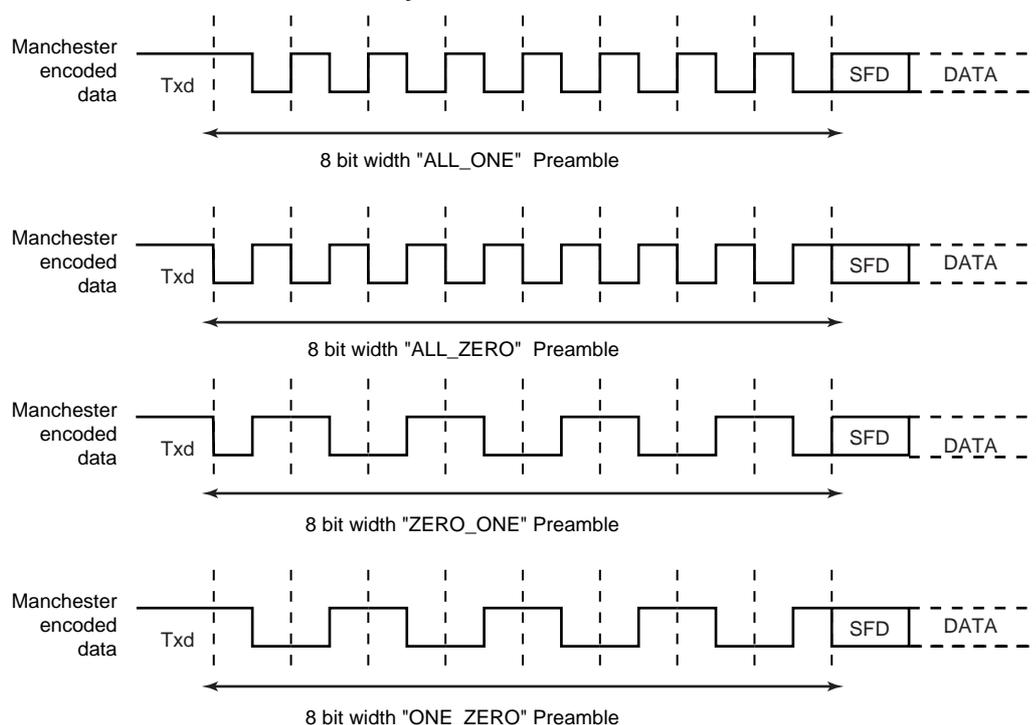 Manchester
encoded
data
Txd
SFD
DATA
8 bit width "ALL_ONE" Preamble
Manchester
encoded
data
Txd
SFD
DATA
8 bit width "ALL_ZERO" Preamble
Manchester
encoded
data
Txd
SFD
DATA
8 bit width "ZERO_ONE" Preamble
Manchester
encoded
data
Txd
SFD
DATA
8 bit width "ONE_ZERO" Preamble